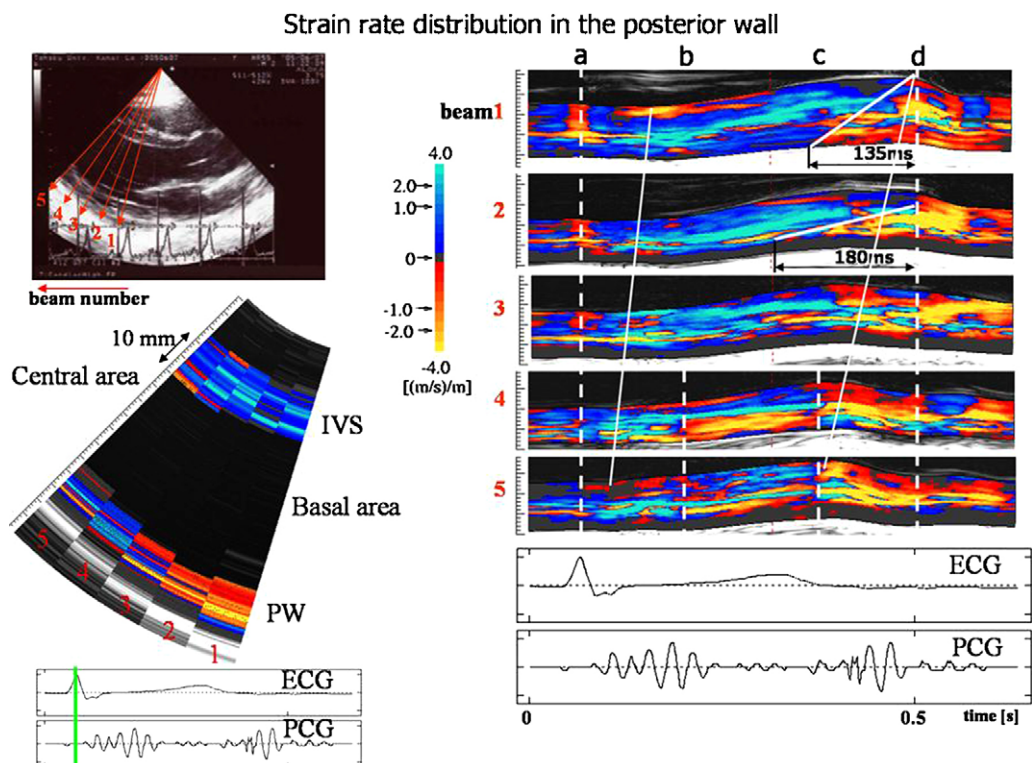 Strain rate distribution in the posterior wall
5
4
3
2
1
beam number
10 mm
Central area
IVS
Basal area
PW
5
4
3
2
1
ECG
PCG
4.0
2.0
1.0
0
-1.0
-2.0
-4.0
[(m/s)/m]
a b c d
beam1
135ms
2
180ms
3
4
5
ECG
PCG
0 0.5 time [s]